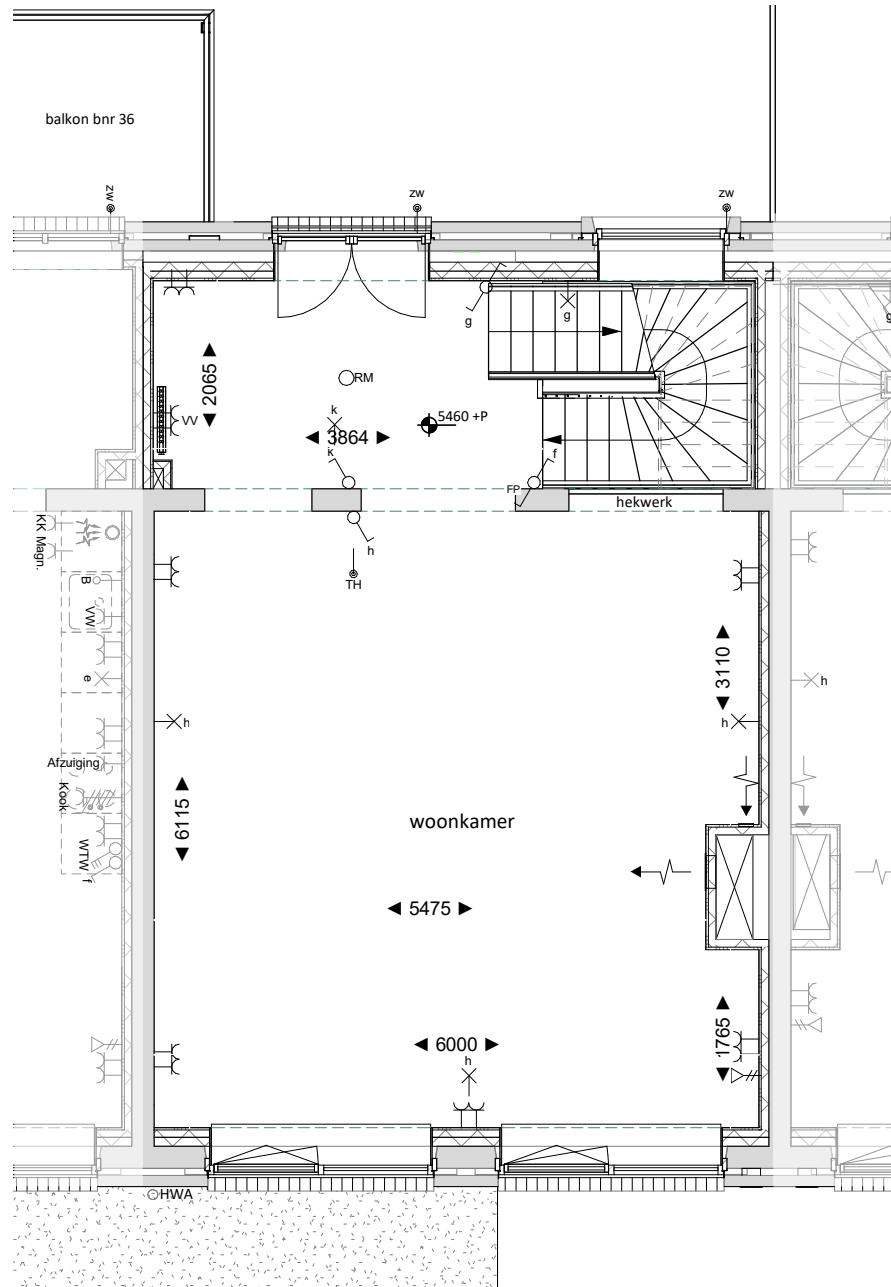 balkon bnr 36
zw
zw
zw
g
g
g
2065
RM
VV
k
3864
k
5460 +P
f
FP
hekwerk
KK Magn.
h
B
TH
VW
3110
e
h
h
h
Afzuiging
Kook
6115
woonkamer
WTW
f
5475
1765
6000
h
HWA